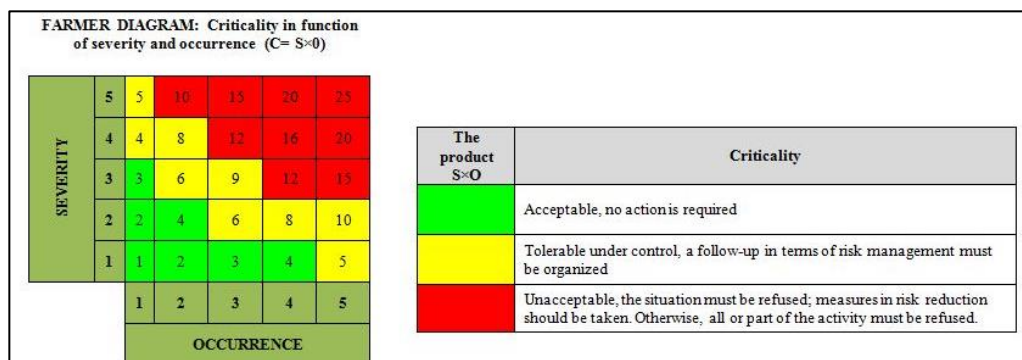 FARMER DIAGRAM: Criticality in function
of severity and occurrence (C= S×0)
SEVERITY
5 5 10 15 20 25
4 4 8 12 16 20
3 3 6 9 12 15
2 2 4 6 8 10
1 1 2 3 4 5
1 2 3 4 5
OCCURRENCE
The
product
S×O
Criticality
Acceptable, no action is required
Tolerable under control, a follow-up in terms of risk management must
be organized
Unacceptable, the situation must be refused; measures in risk reduction
should be taken. Otherwise, all or part of the activity must be refused.